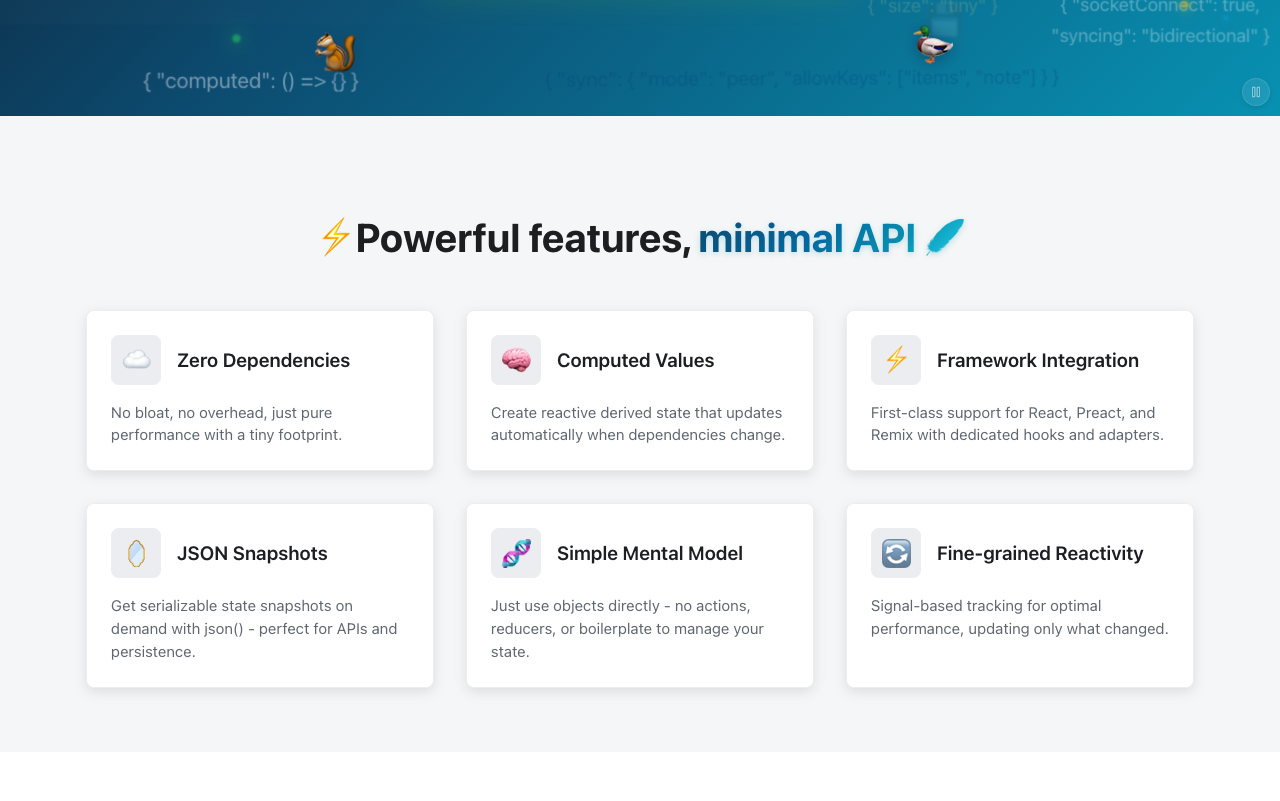 { "size": "tiny" }
{ "socketConnect": true,
"syncing": "bidirectional" }
{ "computed": () => {} }
{ "sync": { "mode": "peer", "allowKeys": ["items", "note"] } }
Powerful features, minimal API
Zero Dependencies
No bloat, no overhead, just pure
performance with a tiny footprint.
Computed Values
Create reactive derived state that updates
automatically when dependencies change.
Framework Integration
First-class support for React, Preact, and
Remix with dedicated hooks and adapters.
JSON Snapshots
Get serializable state snapshots on
demand with json() - perfect for APIs and
persistence.
Simple Mental Model
Just use objects directly - no actions,
reducers, or boilerplate to manage your
state.
Fine-grained Reactivity
Signal-based tracking for optimal
performance, updating only what changed.